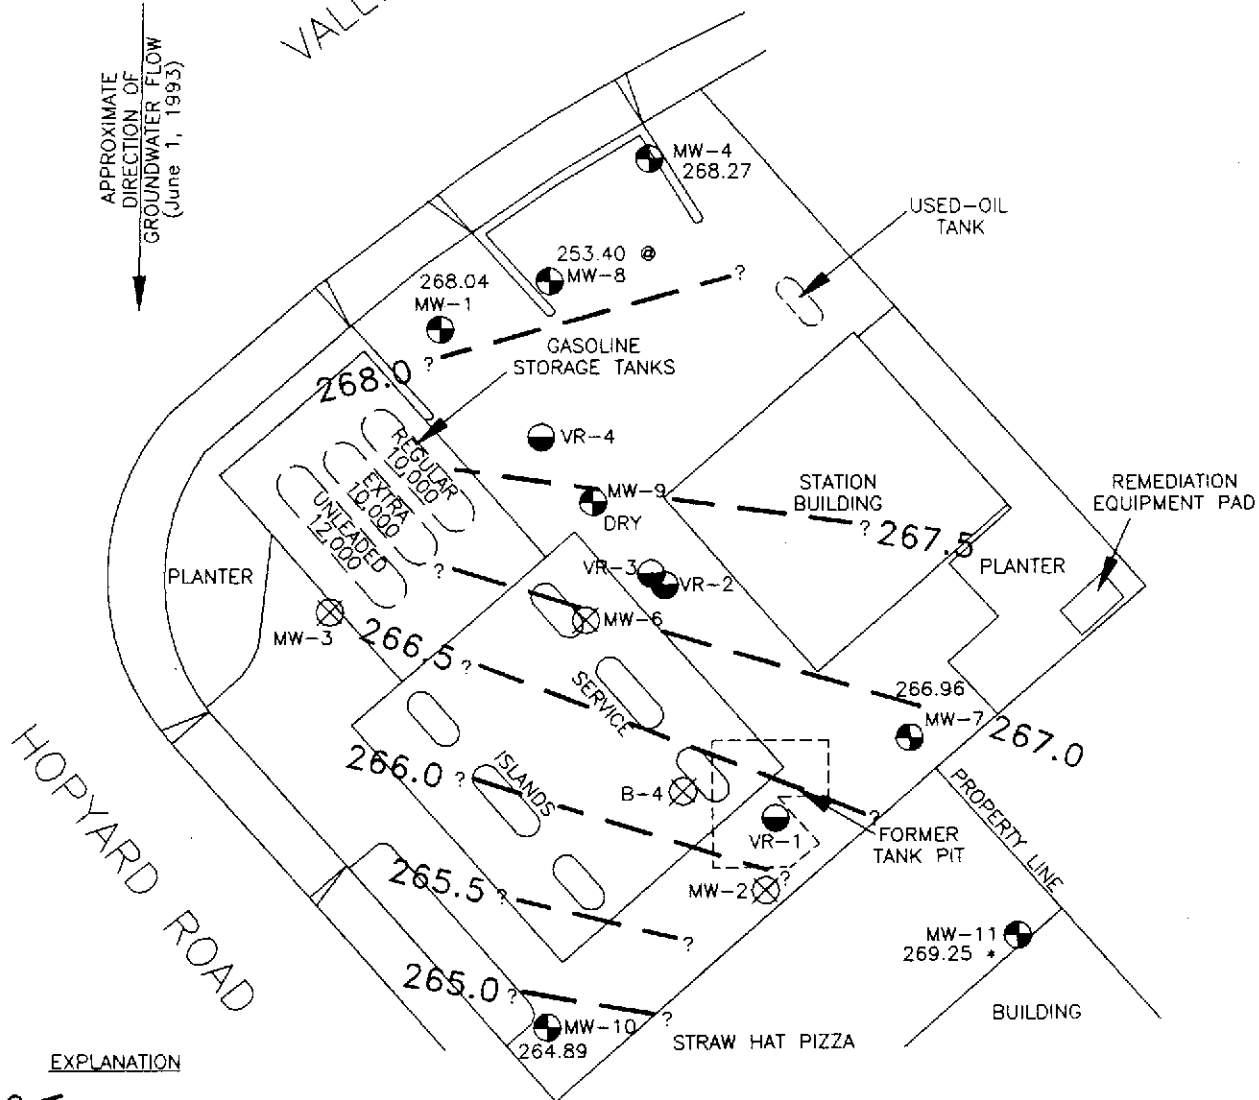 VALL
APPROXIMATE
DIRECTION OF
GROUNDWATER FLOW
(June 1, 1993)
MW-4
268.27
USED-OIL
TANK
253.40 @
MW-8
268.04
MW-1
?
?
268.0
GASOLINE
STORAGE TANKS
REGULAR
10,000
EXTRA
10,000
UNLEADED
12,000
VR-4
MW-9
DRY
STATION
BUILDING
? 267.5
REMEDIATION
EQUIPMENT PAD
PLANTER
PLANTER
VR-3
VR-2
?
MW-6
MW-3
266.5 ?
SERVICE
ISLANDS
266.96
MW-7
267.0
266.0 ?
B-4
VR-1
?
FORMER
TANK PIT
PROPERTY LINE
MW-2
?
265.5 ?
?
MW-11
269.25 *
265.0 ?
?
MW-10
264.89
STRAW HAT PIZZA
BUILDING
HOPYARD ROAD
EXPLANATION